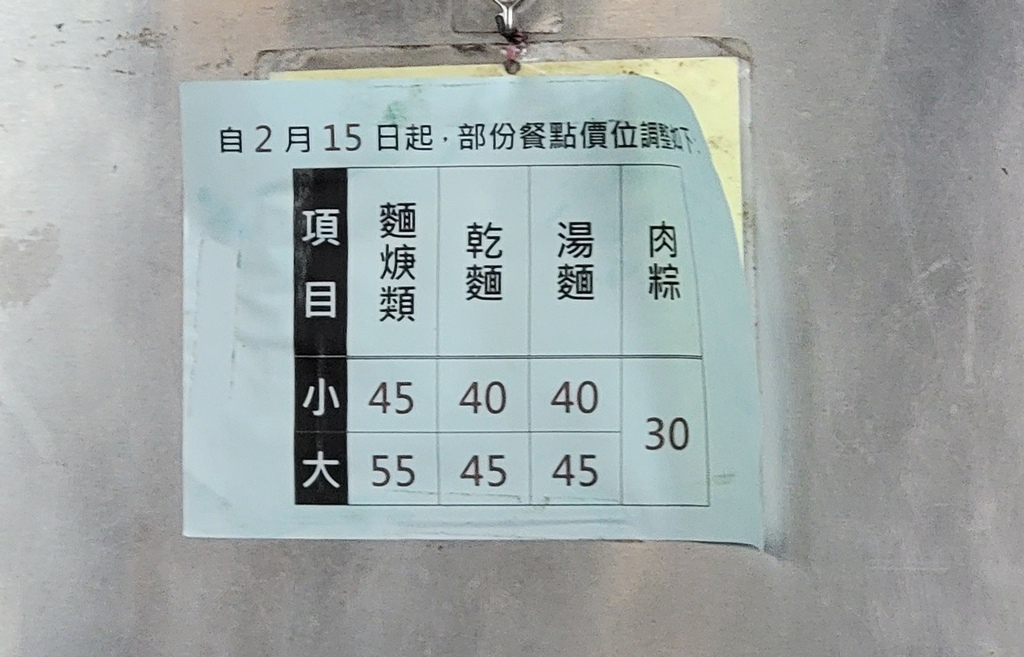 自2月15日起，部份餐點價位調整如下:
項目 麵焿類 乾麵 湯麵 肉粽
小 45 40 40 30
大 55 45 45